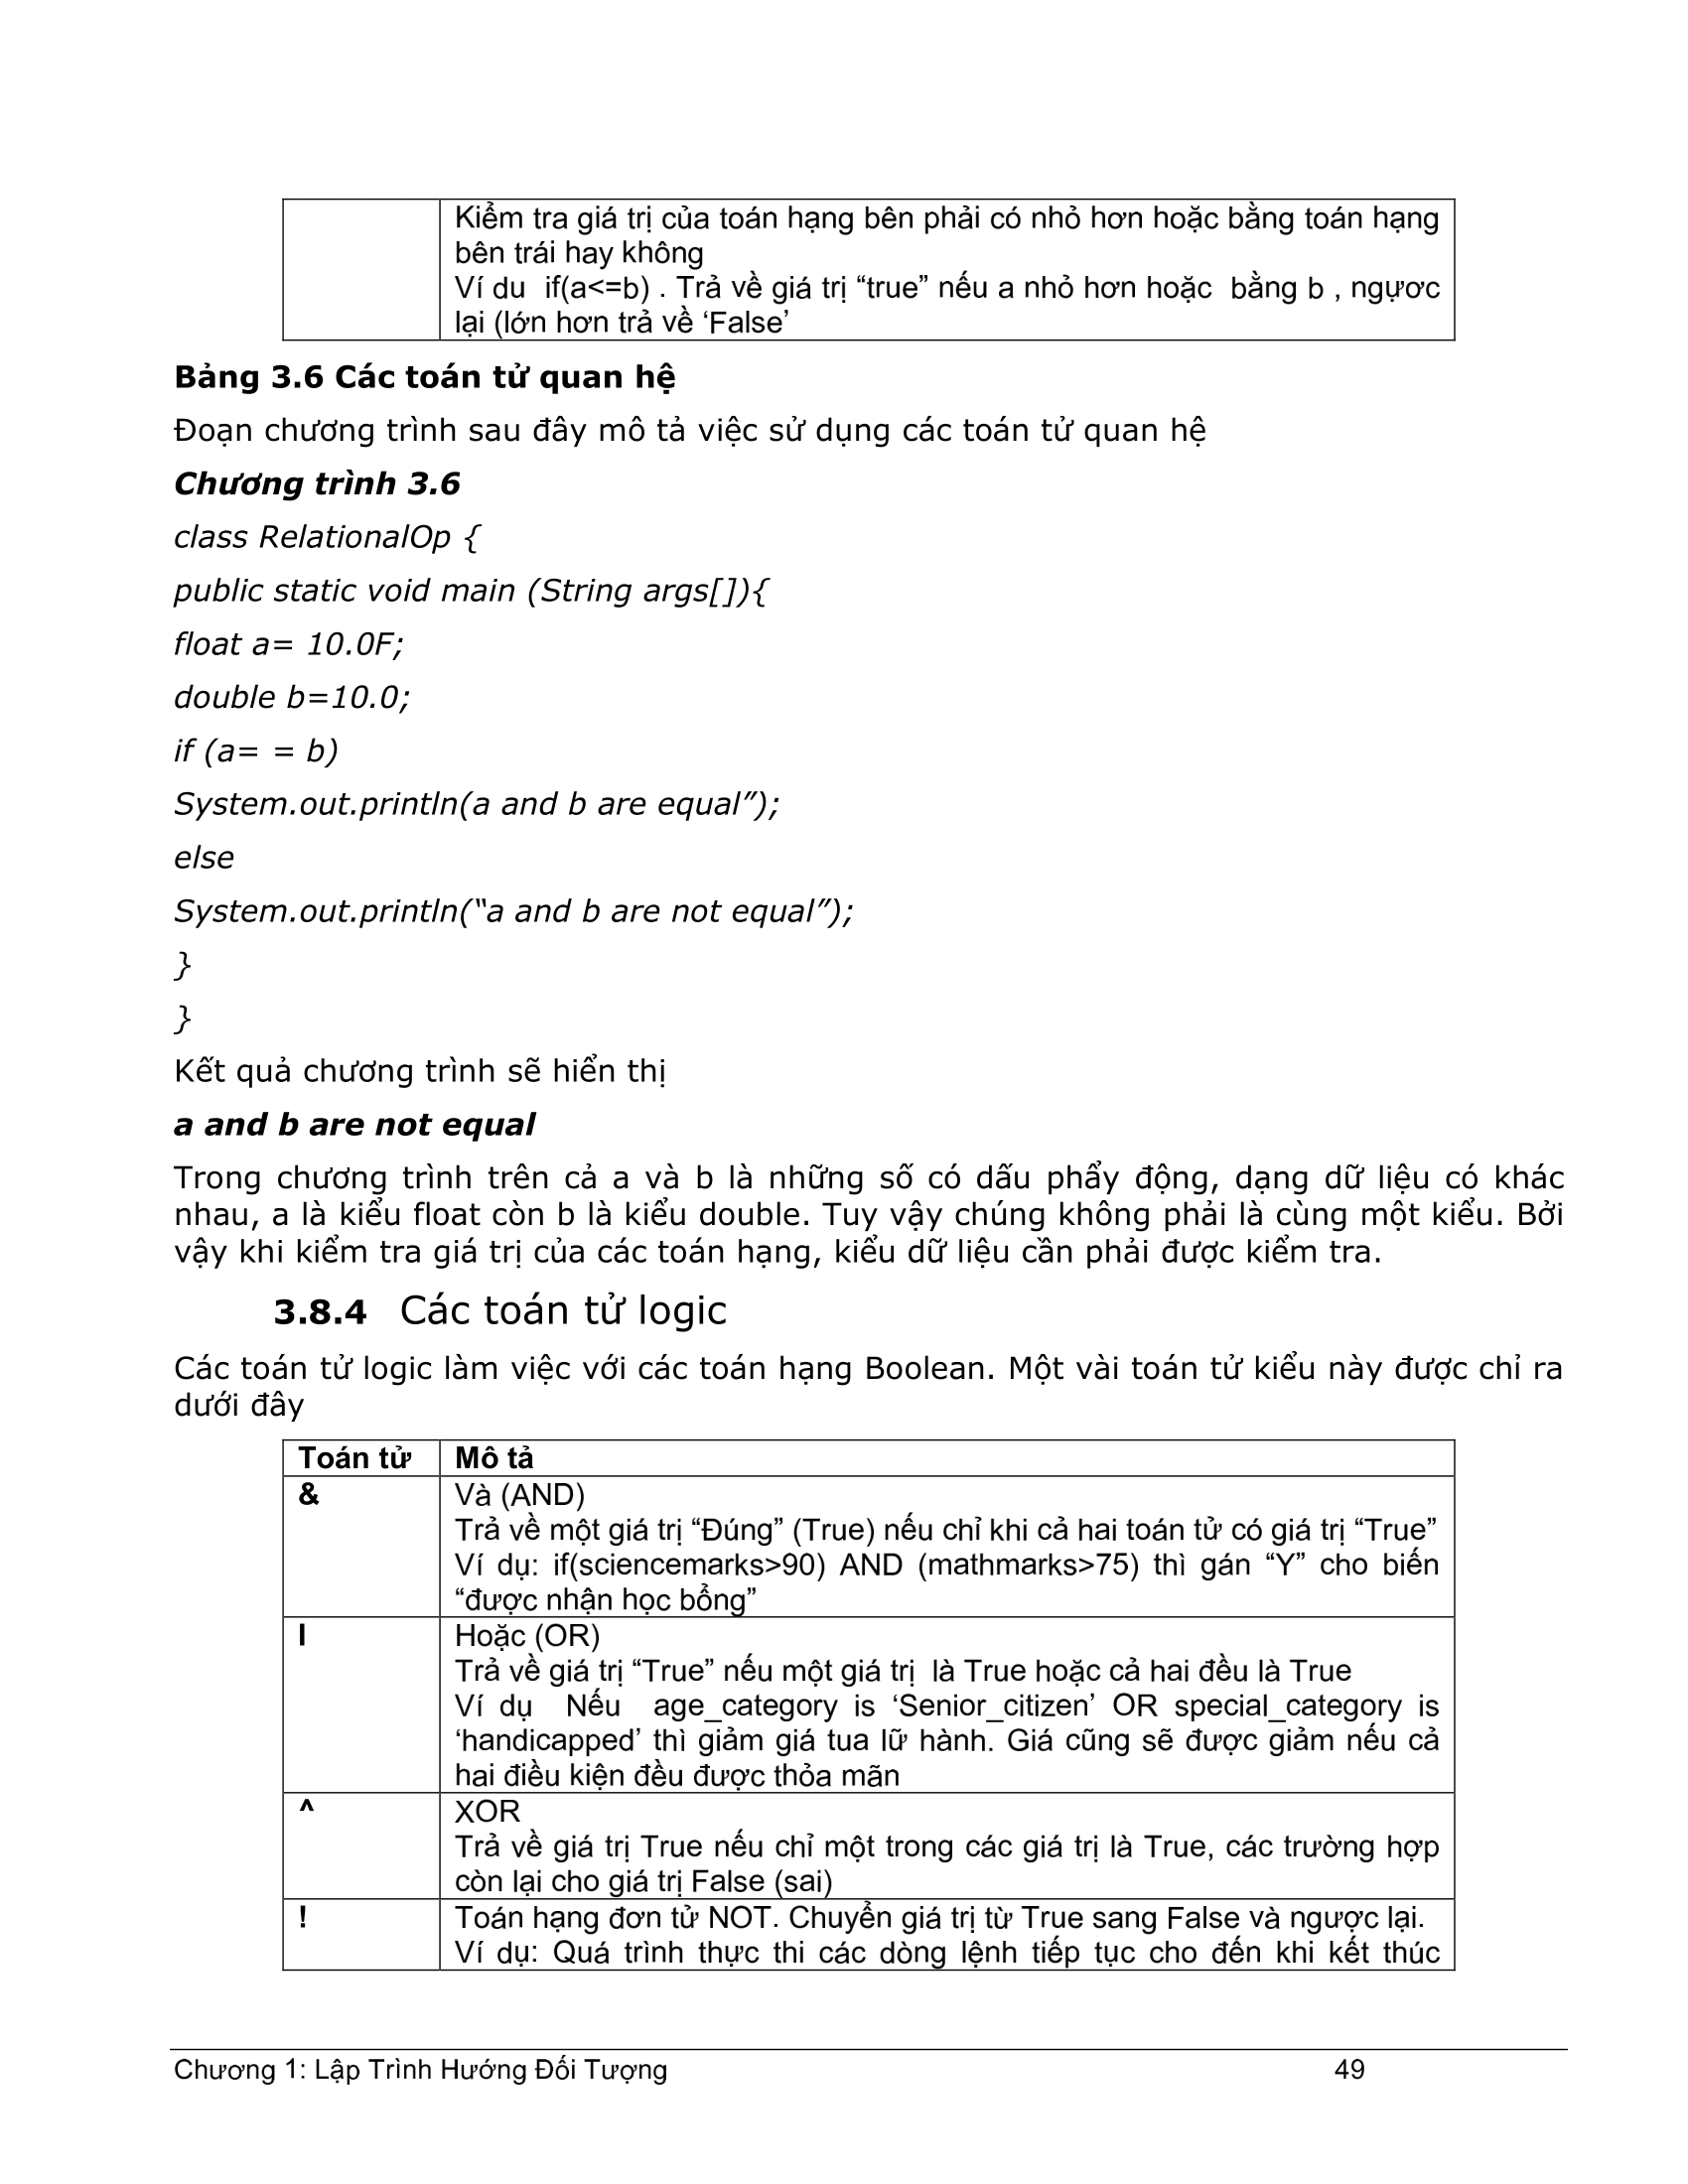 Kiểm tra giá trị của toán hạng bên phải có nhỏ hơn hoặc bằng toán hạng
bên trái hay không
Ví du  if(a<=b) . Trả về giá trị “true” nếu a nhỏ hơn hoặc  bằng b , ngựơc
lại (lớn hơn trả về ‘False’
Bảng 3.6 Các toán tử quan hệ
Đoạn chương trình sau đây mô tả việc sử dụng các toán tử quan hệ
Chương trình 3.6
class RelationalOp {
public static void main (String args[]){
float a= 10.0F;
double b=10.0;
if (a= = b)
System.out.println(a and b are equal”);
else
System.out.println(“a and b are not equal”);
}
}
Kết quả chương trình sẽ hiển thị
a and b are not equal
Trong chương trình trên cả a và b là những số có dấu phẩy động, dạng dữ liệu có khác
nhau, a là kiểu float còn b là kiểu double. Tuy vậy chúng không phải là cùng một kiểu. Bởi
vậy khi kiểm tra giá trị của các toán hạng, kiểu dữ liệu cần phải được kiểm tra.
3.8.4 Các toán tử logic
Các toán tử logic làm việc với các toán hạng Boolean. Một vài toán tử kiểu này được chỉ ra
dưới đây
Toán tử Mô tả
& Và (AND)
Trả về một giá trị “Đúng” (True) nếu chỉ khi cả hai toán tử có giá trị “True”
Ví dụ: if(sciencemarks>90) AND (mathmarks>75) thì gán “Y” cho biến
“được nhận học bổng”
I Hoặc (OR)
Trả về giá trị “True” nếu một giá trị  là True hoặc cả hai đều là True
Ví dụ  Nếu  age_category is ‘Senior_citizen’ OR special_category is
‘handicapped’ thì giảm giá tua lữ hành. Giá cũng sẽ được giảm nếu cả
hai điều kiện đều được thỏa mãn
^ XOR
Trả về giá trị True nếu chỉ một trong các giá trị là True, các trường hợp
còn lại cho giá trị False (sai)
! Toán hạng đơn tử NOT. Chuyển giá trị từ True sang False và ngược lại.
Ví dụ: Quá trình thực thi các dòng lệnh tiếp tục cho đến khi kết thúc
Chương 1: Lập Trình Hướng Đối Tượng 49